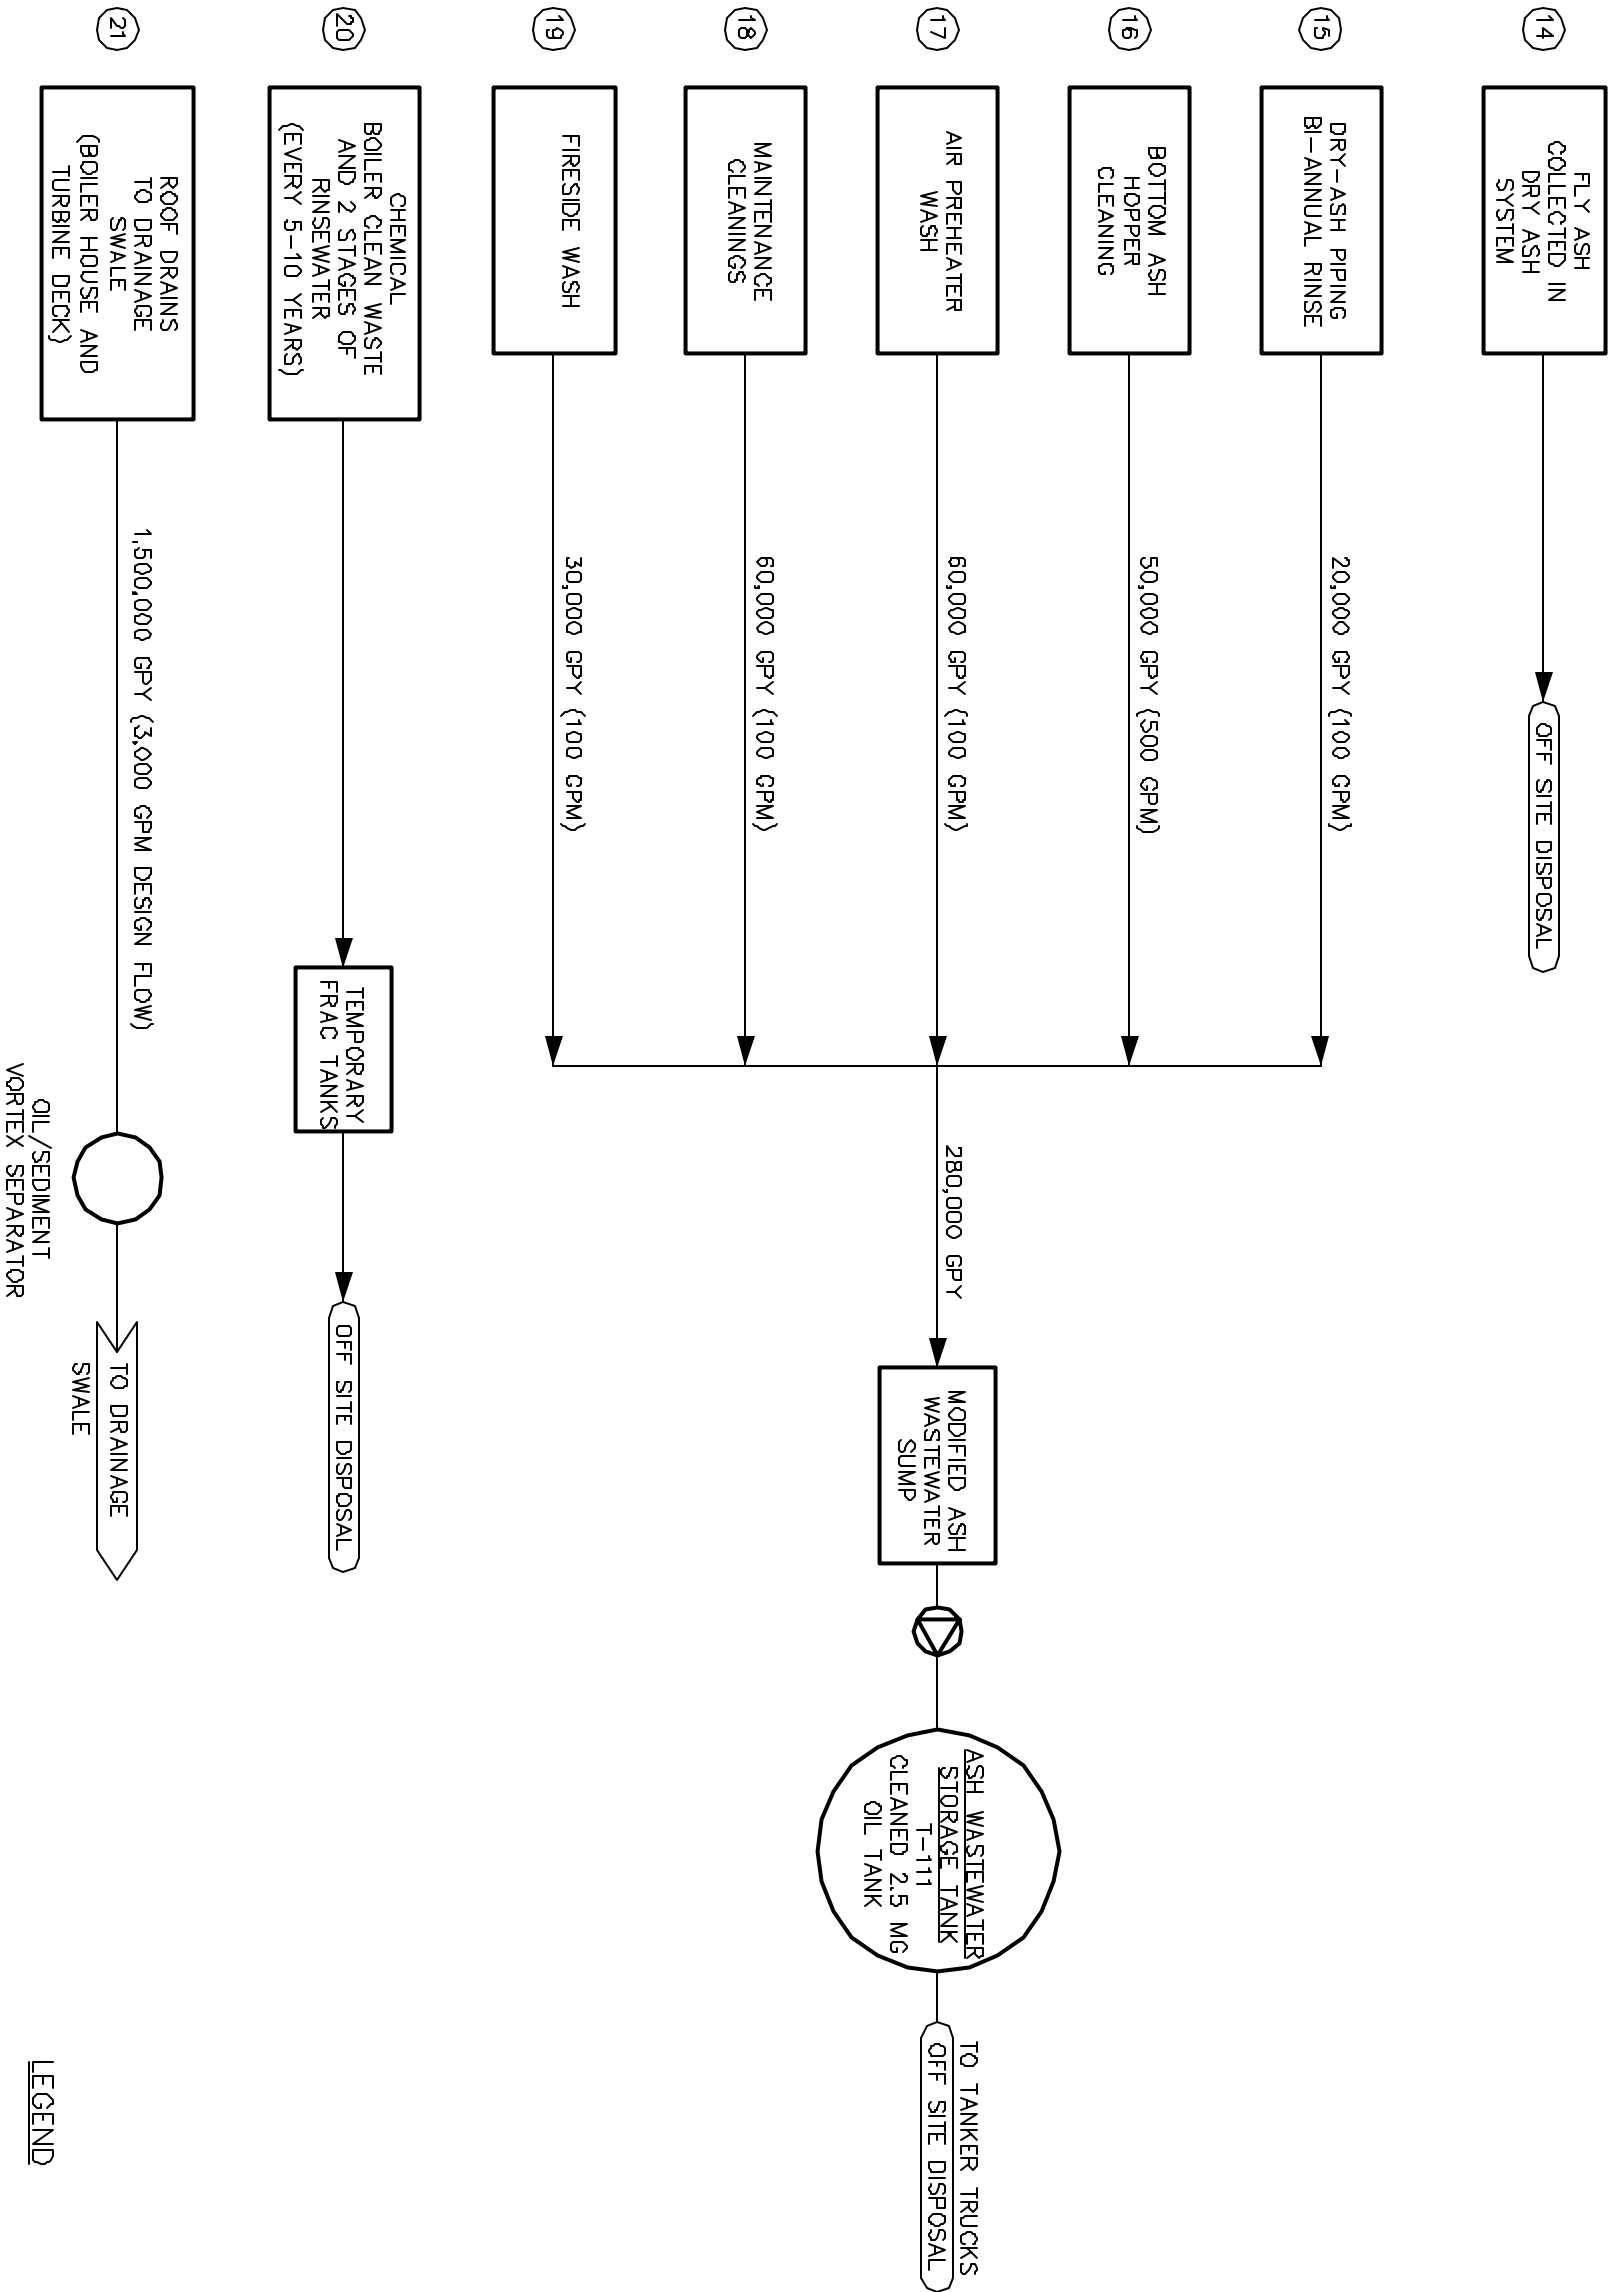 14
FLY ASH
COLLECTED IN
DRY ASH
SYSTEM
OFF SITE DISPOSAL
15
DRY-ASH PIPING
BI-ANNUAL RINSE
20,000 GPY (100 GPM)
16
BOTTOM ASH
HOPPER
CLEANING
50,000 GPY (500 GPM)
17
AIR PREHEATER
WASH
60,000 GPY (100 GPM)
280,000 GPY
MODIFIED ASH
WASTEWATER
SUMP
ASH WASTEWATER
STORAGE TANK
T-111
CLEANED 2.5 MG
OIL TANK
TO TANKER TRUCKS
OFF SITE DISPOSAL
18
MAINTENANCE
CLEANINGS
60,000 GPY (100 GPM)
19
FIRESIDE WASH
30,000 GPY (100 GPM)
20
CHEMICAL
BOILER CLEAN WASTE
AND 2 STAGES OF
RINSEWATER
(EVERY 5-10 YEARS)
TEMPORARY
FRAC TANKS
OFF SITE DISPOSAL
21
ROOF DRAINS
TO DRAINAGE
SWALE
(BOILER HOUSE AND
TURBINE DECK)
1,500,000 GPY (3,000 GPM DESIGN FLOW)
OIL/SEDIMENT
VORTEX SEPARATOR
TO DRAINAGE
SWALE
LEGEND